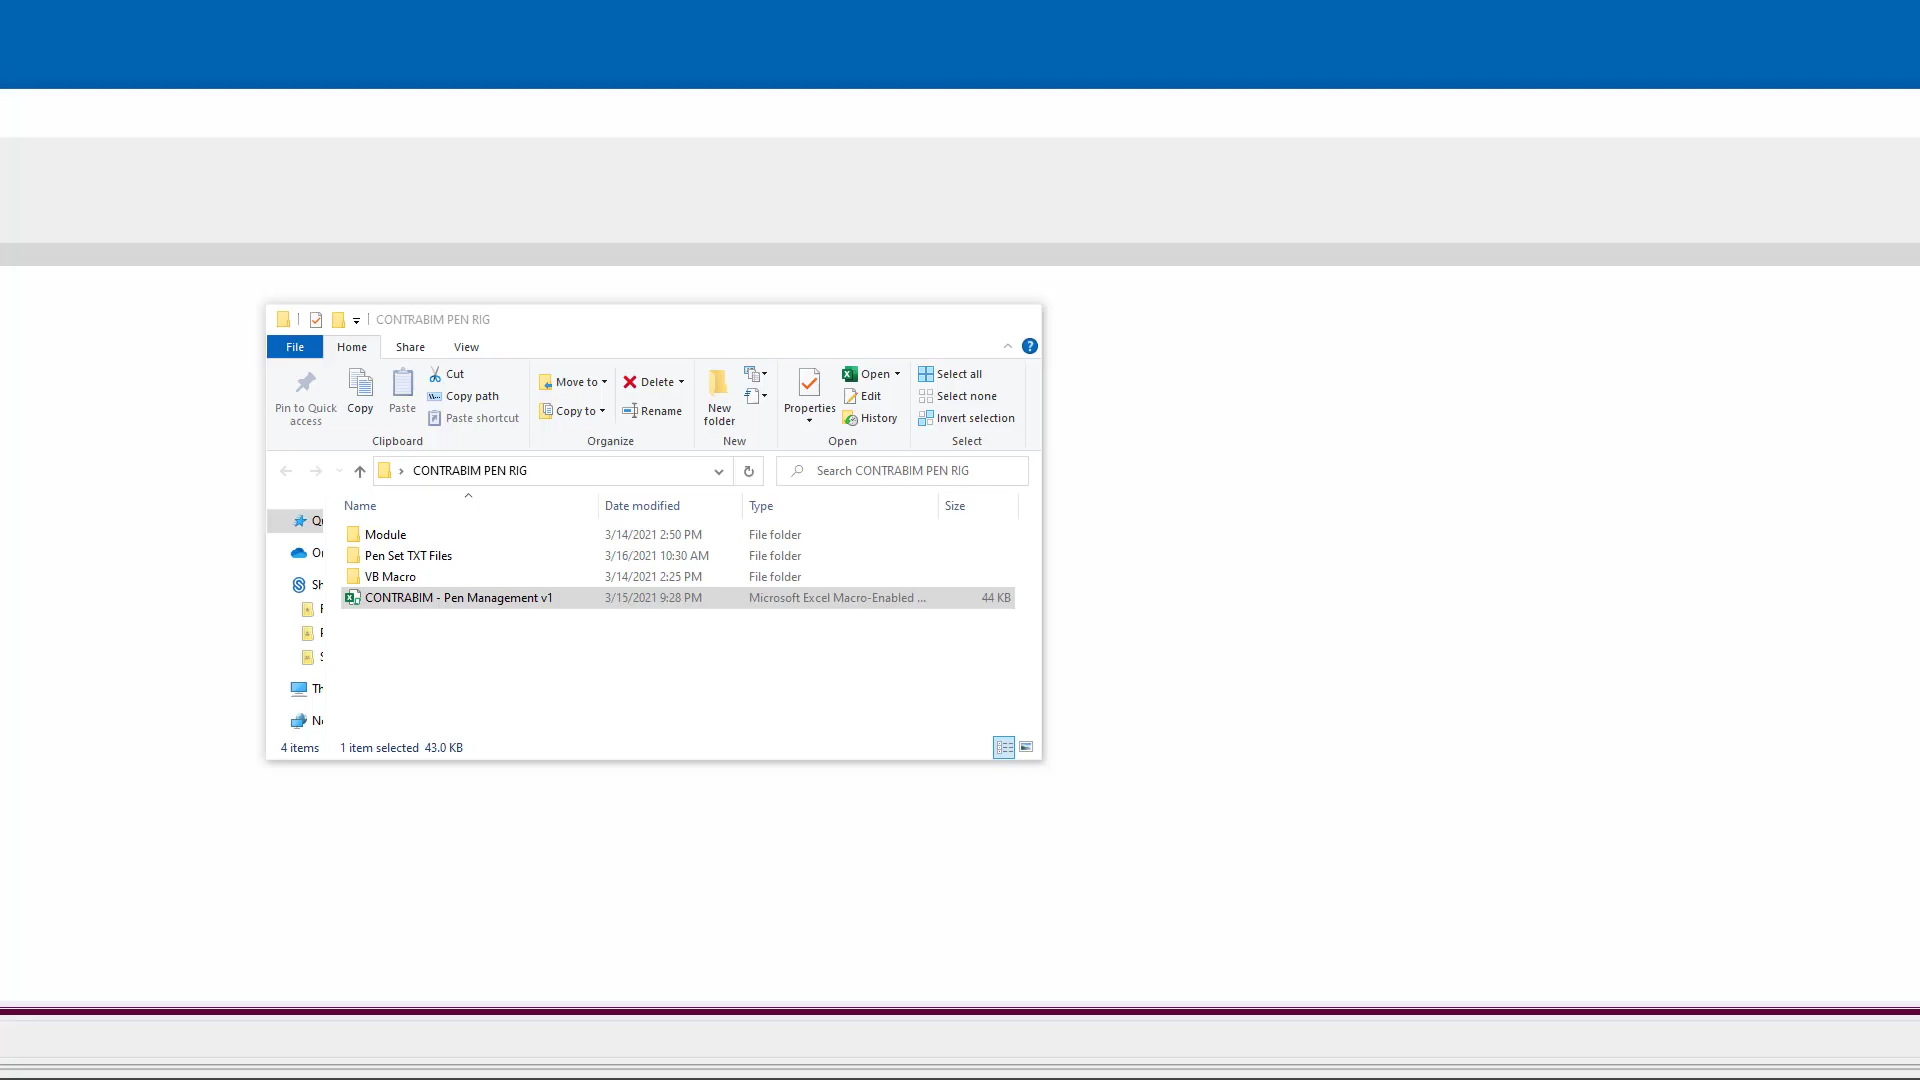 CONTRABIM PEN RIG
File Home Share View
Pin to Quick access
Copy
Paste
Cut
Copy path
Paste shortcut
Clipboard
Move to
Copy to
Delete
Rename
Organize
New folder
New
Properties
Open
Edit
History
Open
Select all
Select none
Invert selection
Select
CONTRABIM PEN RIG
Search CONTRABIM PEN RIG
Name Date modified Type Size
Module 3/14/2021 2:50 PM File folder
Pen Set TXT Files 3/16/2021 10:30 AM File folder
VB Macro 3/14/2021 2:25 PM File folder
CONTRABIM - Pen Management v1 3/15/2021 9:28 PM Microsoft Excel Macro-Enabled ... 44 KB
4 items 1 item selected 43.0 KB